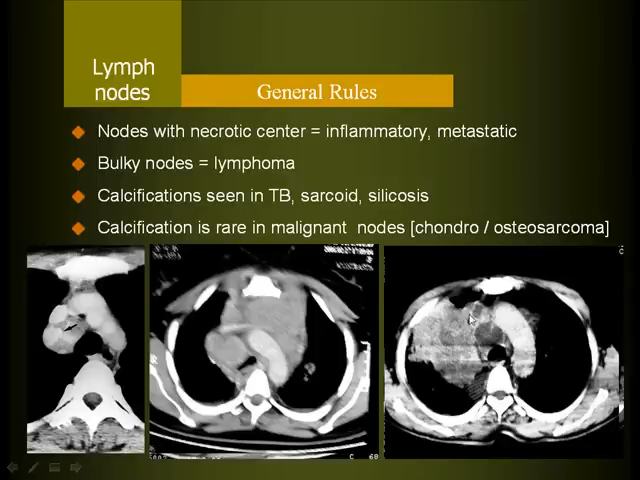 Lymph
nodes
General Rules
Nodes with necrotic center = inflammatory, metastatic
Bulky nodes = lymphoma
Calcifications seen in TB, sarcoid, silicosis
Calcification is rare in malignant nodes [chondro / osteosarcoma]
C 68